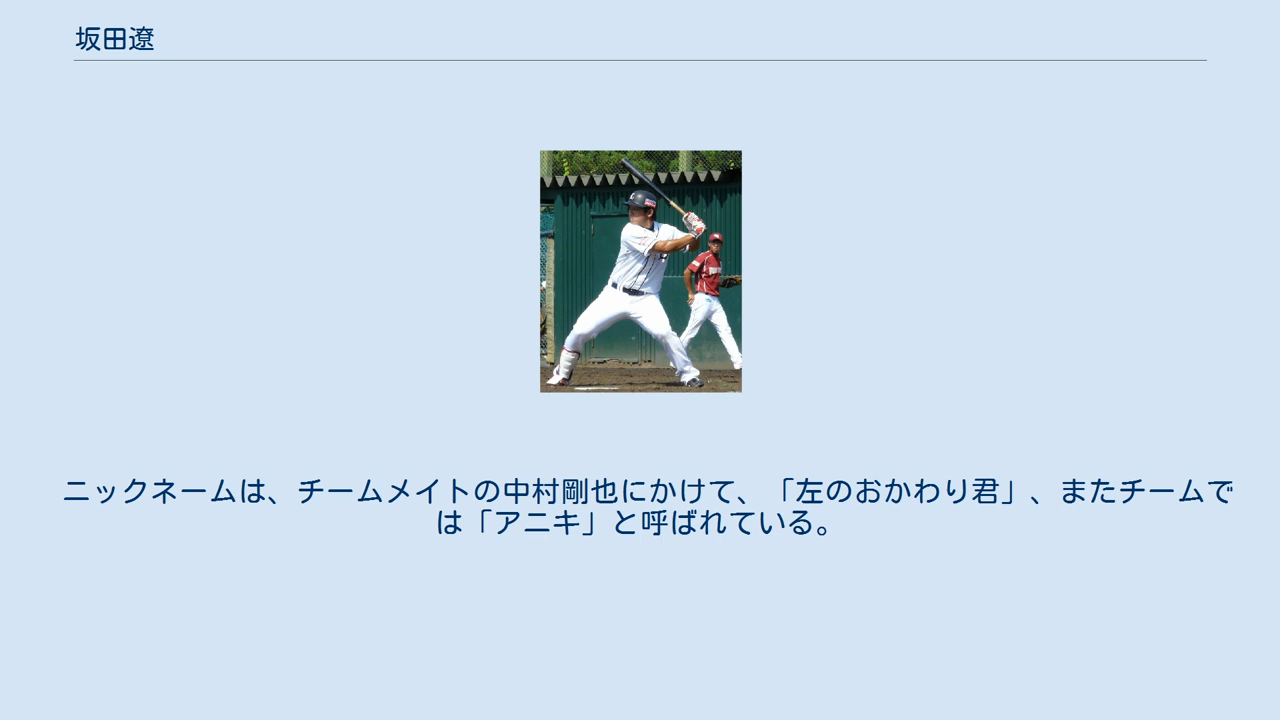 坂田遼
ニックネームは、チームメイトの中村剛也にかけて、「左のおかわり君」、またチームで
は「アニキ」と呼ばれている。